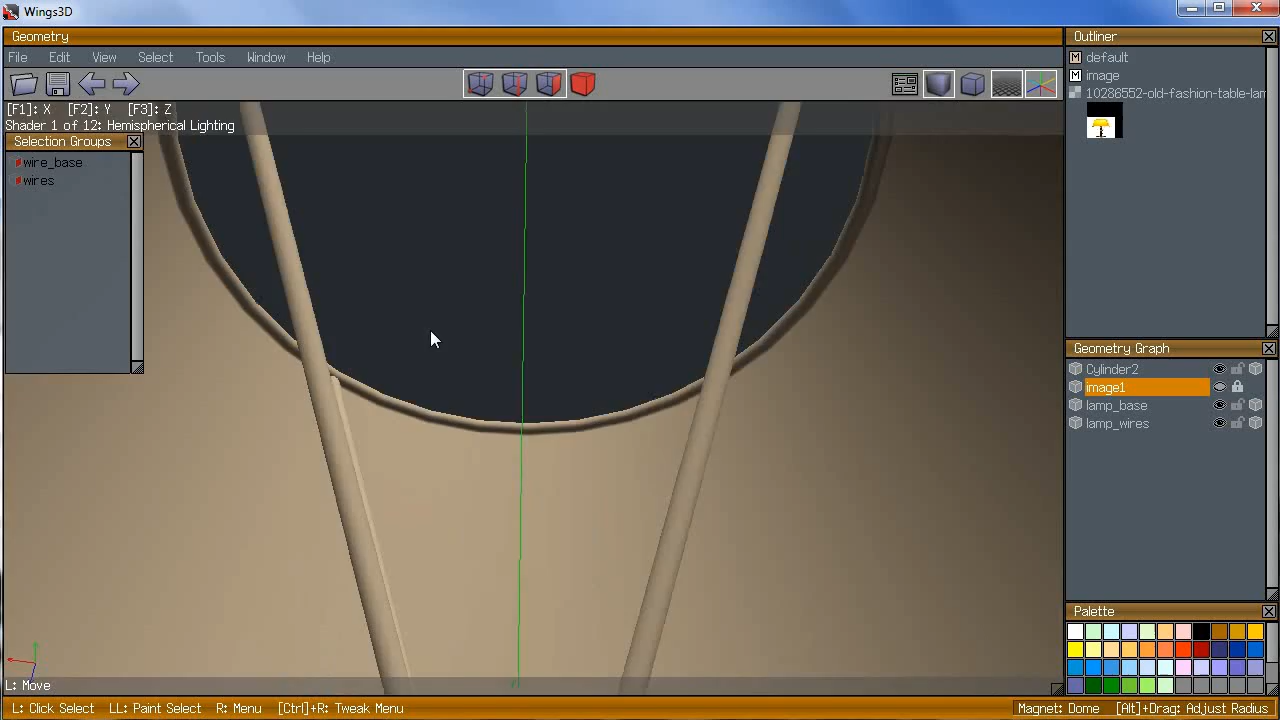 Wings3D
Geometry
File Edit View Select Tools Window Help
[F1]: X [F2]: Y [F3]: Z
Shader 1 of 12: Hemispherical Lighting
Selection Groups
wire_base
wires
L: Move
L: Click Select LL: Paint Select R: Menu [Ctrl]+R: Tweak Menu
Magnet: Dome [Alt]+Drag: Adjust Radius
Outliner
M default
M image
10286552-old-fashion-table-lam
Geometry Graph
Cylinder2
image1
lamp_base
lamp_wires
Palette